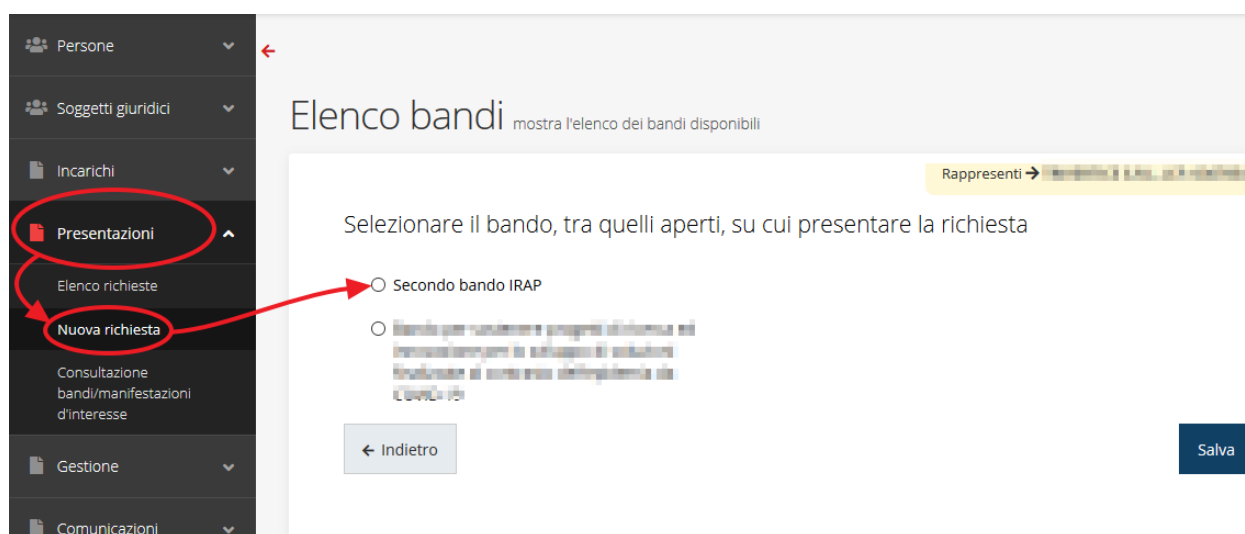 Persone
Soggetti giuridici
Incarichi
Presentazioni
Elenco richieste
Nuova richiesta
Consultazione
bandi/manifestazioni
d'interesse
Gestione
Comunicazioni
Elenco bandi mostra l'elenco dei bandi disponibili
Rappresenti
Selezionare il bando, tra quelli aperti, su cui presentare la richiesta
Secondo bando IRAP
Indietro
Salva